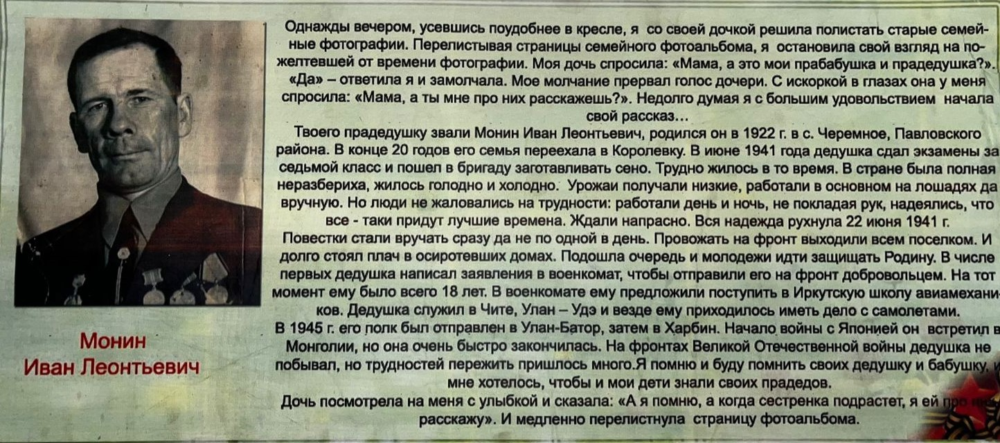 Однажды вечером, усевшись поудобнее в кресле, я со своей дочкой решила полистать старые семей-
ные фотографии. Перелистывая страницы семейного фотоальбома, я остановила свой взгляд на по-
желтевшей от времени фотографии. Моя дочь спросила: «Мама, а это мои прабабушка и прадедушка?».
«Да» – ответила я и замолчала. Мое молчание прервал голос дочери. С искоркой в глазах она у меня
спросила: «Мама, а ты мне про них расскажешь?». Недолго думая я с большим удовольствием начала
свой рассказ...
Твоего прадедушку звали Монин Иван Леонтьевич, родился он в 1922 г. в с. Черемное, Павловского
района. В конце 20 годов его семья переехала в Королевку. В июне 1941 года дедушка сдал экзамены за
седьмой класс и пошел в бригаду заготавливать сено. Трудно жилось в то время. В стране была полная
неразбериха, жилось голодно и холодно. Урожаи получали низкие, работали в основном на лошадях да
вручную. Но люди не жаловались на трудности: работали день и ночь, не покладая рук, надеялись, что
все - таки придут лучшие времена. Ждали напрасно. Вся надежда рухнула 22 июня 1941 г.
Повестки стали вручать сразу да не по одной в день. Провожать на фронт выходили всем поселком. И
долго стоял плач в осиротевших домах. Подошла очередь и молодежи идти защищать Родину. В числе
первых дедушка написал заявления в военкомат, чтобы отправили его на фронт добровольцем. На тот
момент ему было всего 18 лет. В военкомате ему предложили поступить в Иркутскую школу авиамехани-
ков. Дедушка служил в Чите, Улан – Удэ и везде ему приходилось иметь дело с самолетами.
В 1945 г. его полк был отправлен в Улан-Батор, затем в Харбин. Начало войны с Японией он встретил в
Монголии, но она очень быстро закончилась. На фронтах Великой Отечественной войны дедушка не
побывал, но трудностей пережить пришлось много.Я помню и буду помнить своих дедушку и бабушку, и
мне хотелось, чтобы и мои дети знали своих прадедов.
Дочь посмотрела на меня с улыбкой и сказала: «А я помню, а когда сестренка подрастет, я ей про
расскажу». И медленно перелистнула страницу фотоальбома.
Монин
Иван Леонтьевич